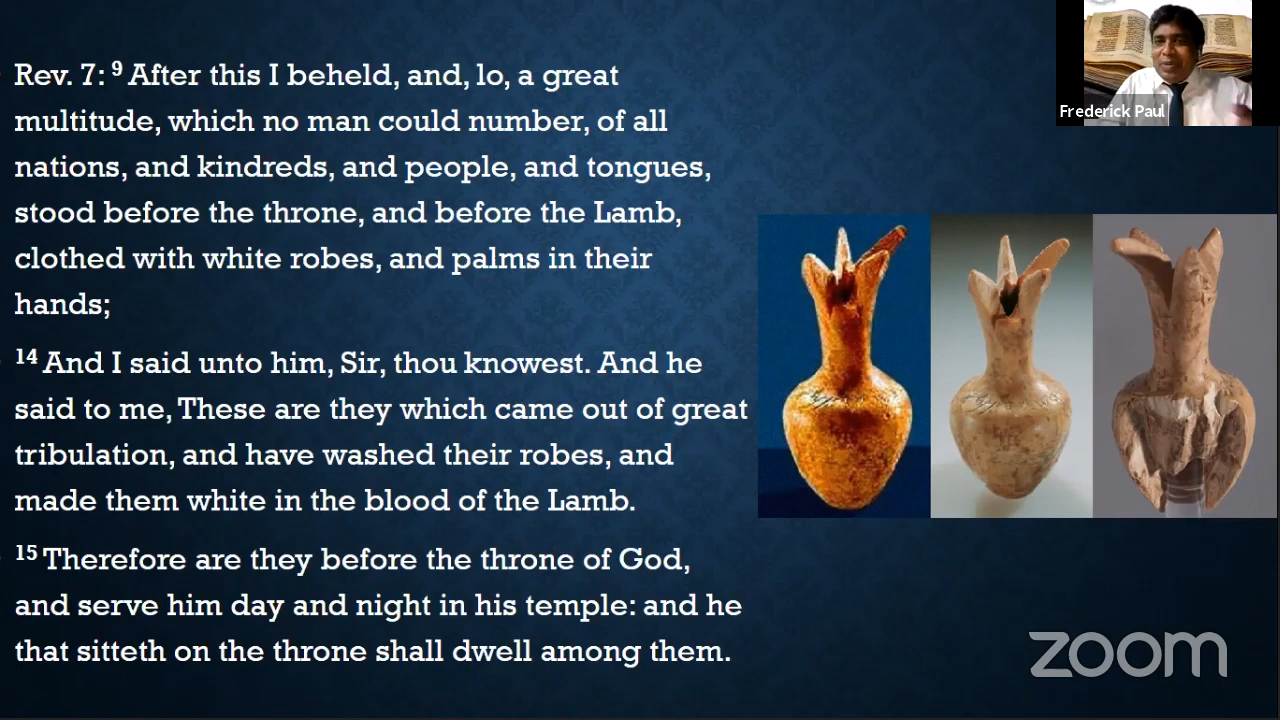 Rev. 7: 9 After this I beheld, and, lo, a great
multitude, which no man could number, of all
nations, and kindreds, and people, and tongues,
stood before the throne, and before the Lamb,
clothed with white robes, and palms in their
hands;
14 And I said unto him, Sir, thou knowest. And he
said to me, These are they which came out of great
tribulation, and have washed their robes, and
made them white in the blood of the Lamb.
15 Therefore are they before the throne of God,
and serve him day and night in his temple: and he
that sitteth on the throne shall dwell among them.
Frederick Paul
zoom